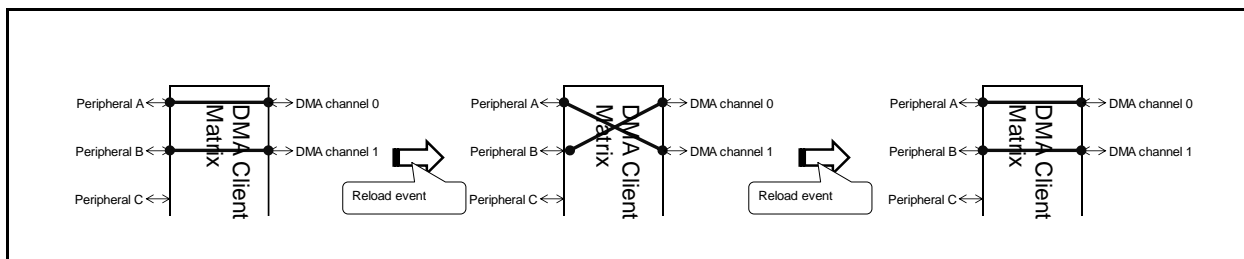 Peripheral A
Peripheral B
Peripheral C
DMA Client
Matrix
DMA channel 0
DMA channel 1
Reload event
Peripheral A
Peripheral B
Peripheral C
DMA Client
Matrix
DMA channel 0
DMA channel 1
Reload event
Peripheral A
Peripheral B
Peripheral C
DMA Client
Matrix
DMA channel 0
DMA channel 1